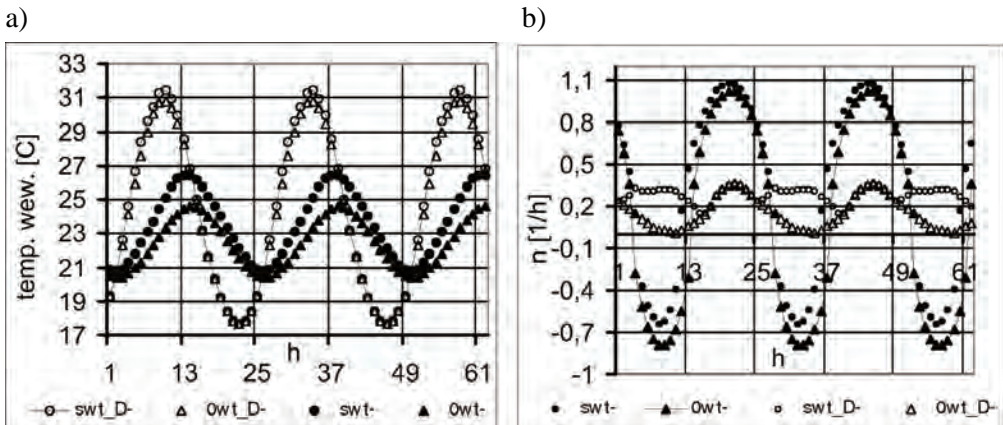 a)
b)
temp. wew. [C]
33
31
29
27
25
23
21
19
17
h
1 13 25 37 49 61
swt_D- 0wt_D- swt- 0wt-
n [1/h]
1,1
0,8
0,5
0,2
-0,1
-0,4
-0,7
-1
1 13 25 37 49 61
h
swt- 0wt- swt_D- 0wt_D-